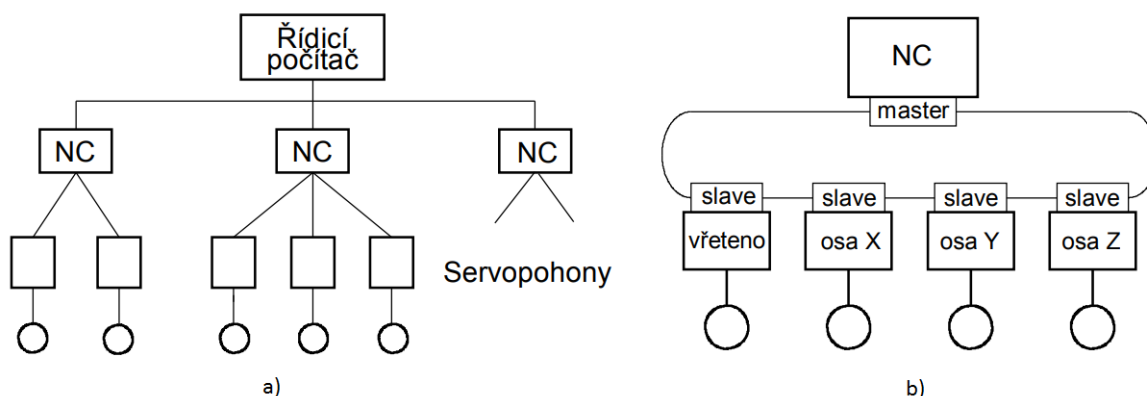 Řídicí
počítač
NC
NC
NC
Servopohony
a)
NC
master
slave
slave
slave
slave
vřeteno
osa X
osa Y
osa Z
b)